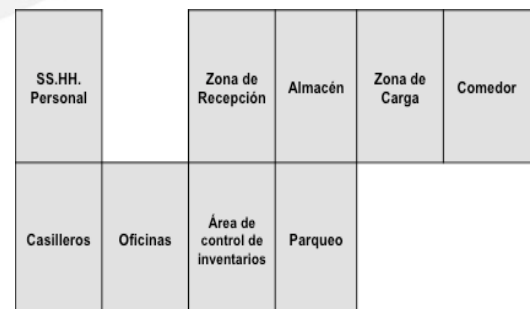 SS.HH.
Personal
Zona de
Recepción
Almacén
Zona de
Carga
Comedor
Casilleros
Oficinas
Área de
control de
inventarios
Parqueo